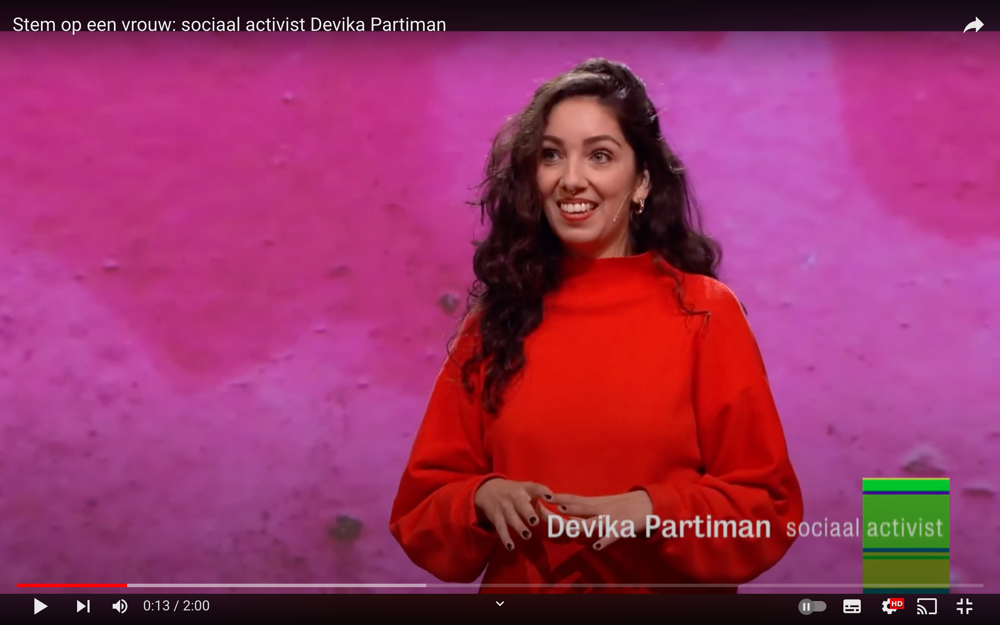 Stem op een vrouw: sociaal activist Devika Partiman
Devika Partiman sociaal activist
0:13 / 2:00
HD